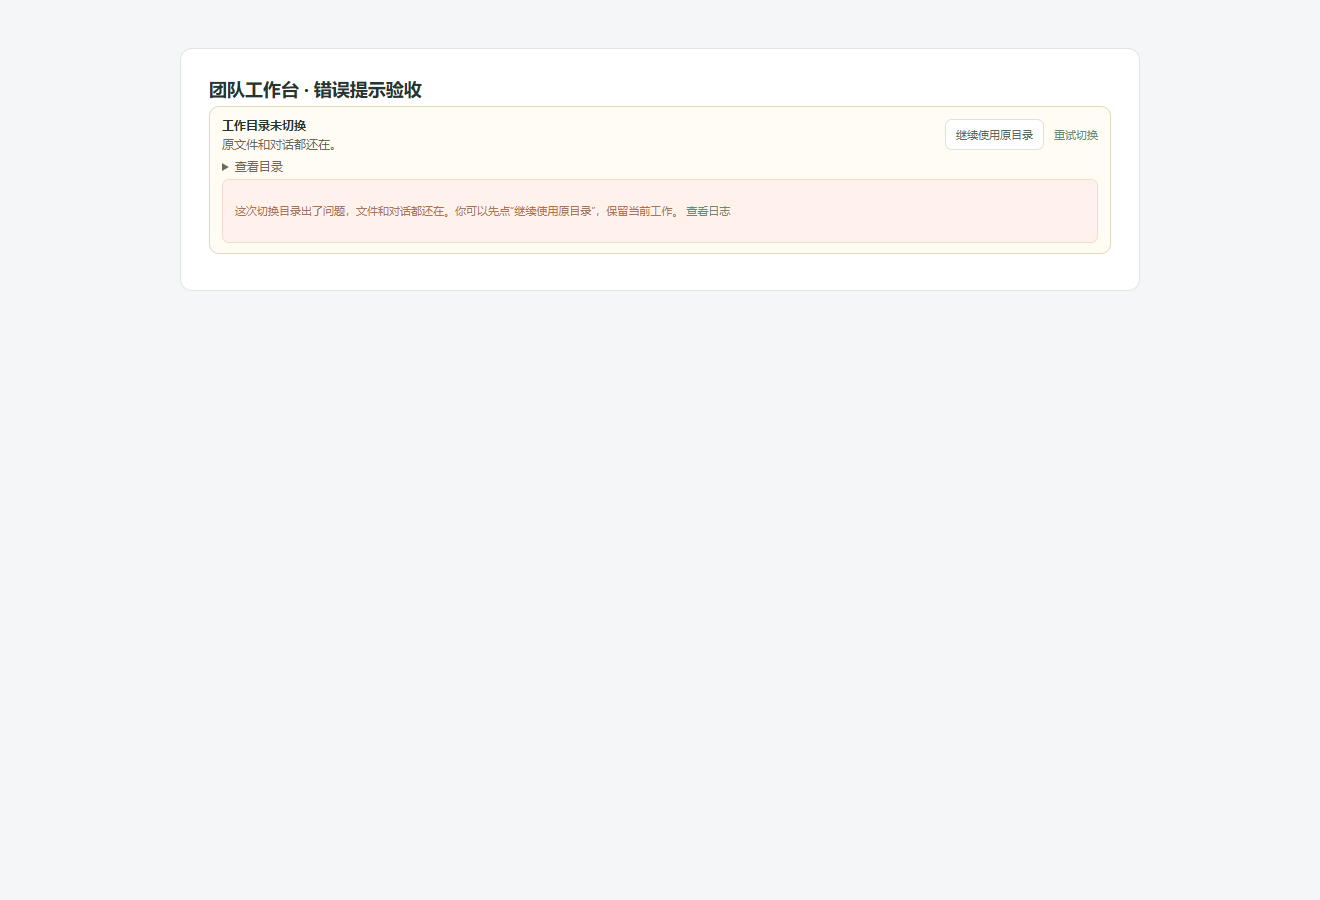 团队工作台 · 错误提示验收
工作目录未切换
原文件和对话都还在。
继续使用原目录
重试切换
▶ 查看目录
这次切换目录出了问题，文件和对话都还在。你可以先点“继续使用原目录”，保留当前工作。 查看日志